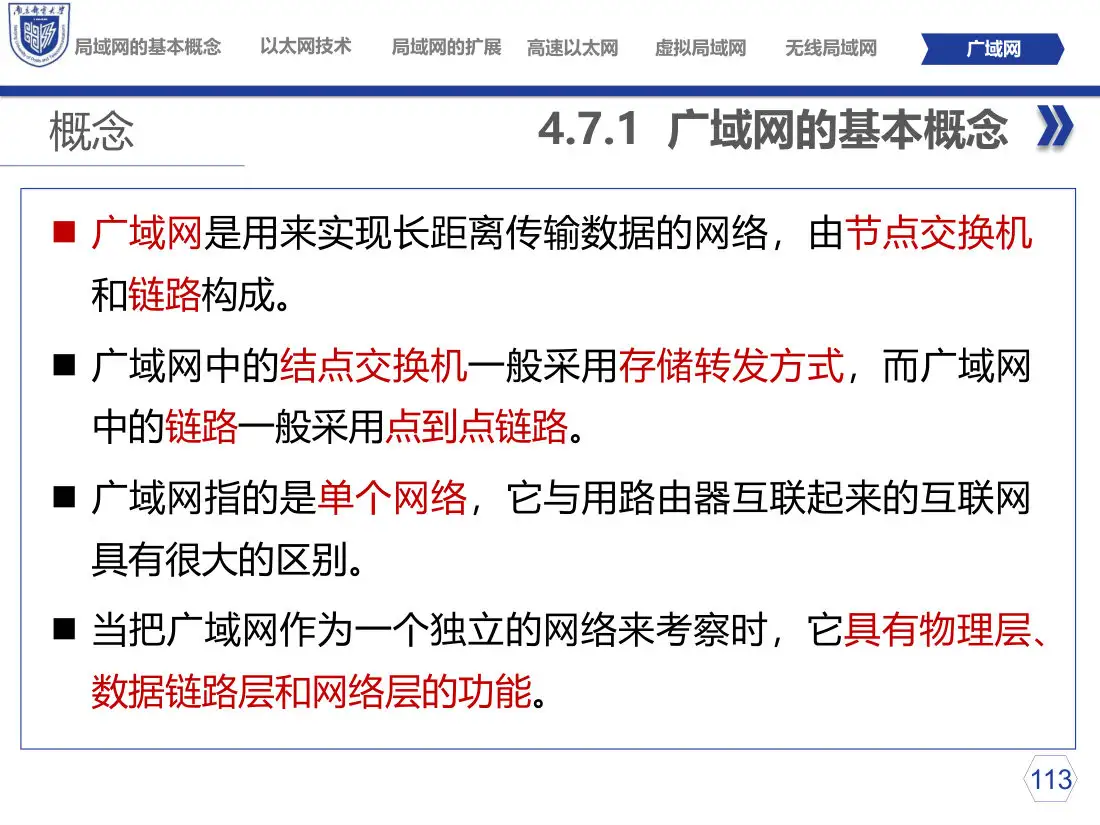 南京邮电大学
局域网的基本概念 以太网技术 局域网的扩展 高速以太网 虚拟局域网 无线局域网 广域网
概念
4.7.1 广域网的基本概念
■ 广域网是用来实现长距离传输数据的网络，由节点交换机
和链路构成。
■ 广域网中的结点交换机一般采用存储转发方式，而广域网
中的链路一般采用点到点链路。
■ 广域网指的是单个网络，它与用路由器互联起来的互联网
具有很大的区别。
■ 当把广域网作为一个独立的网络来考察时，它具有物理层、
数据链路层和网络层的功能。
113